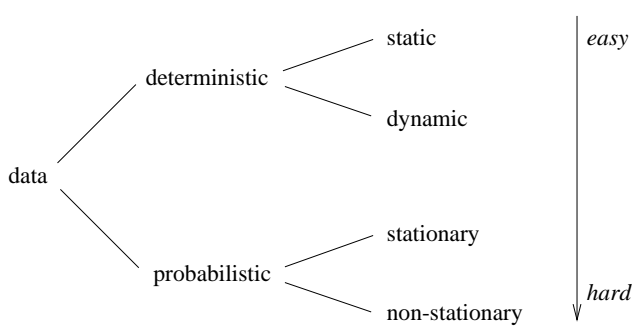 static
easy
deterministic
dynamic
data
stationary
probabilistic
hard
non-stationary